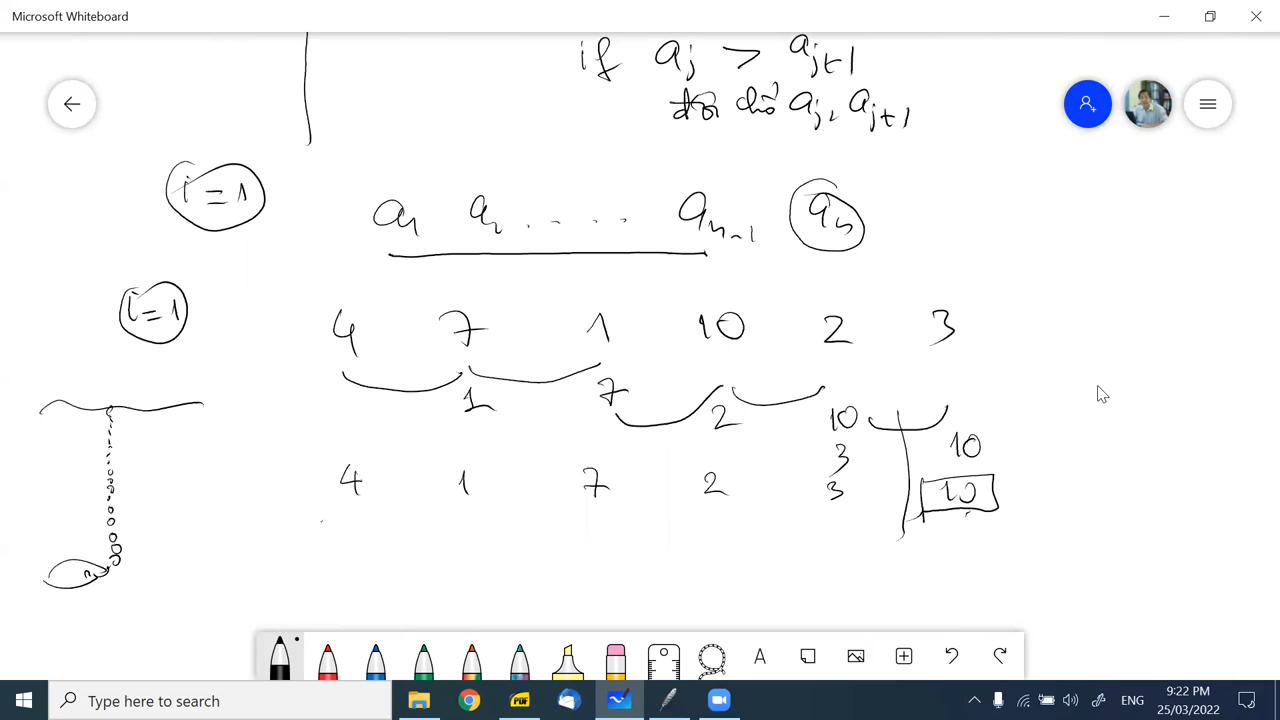 Microsoft Whiteboard
if aj > aj+1
đổi chỗ aj, aj+1
i = 1
a1 a2 ..... an-1 an
i = 1
4 7 1 10 2 3
1 7 2 10 10
3
4 1 7 2 3 10
A
Type here to search
PDF
ENG
9:22 PM
25/03/2022